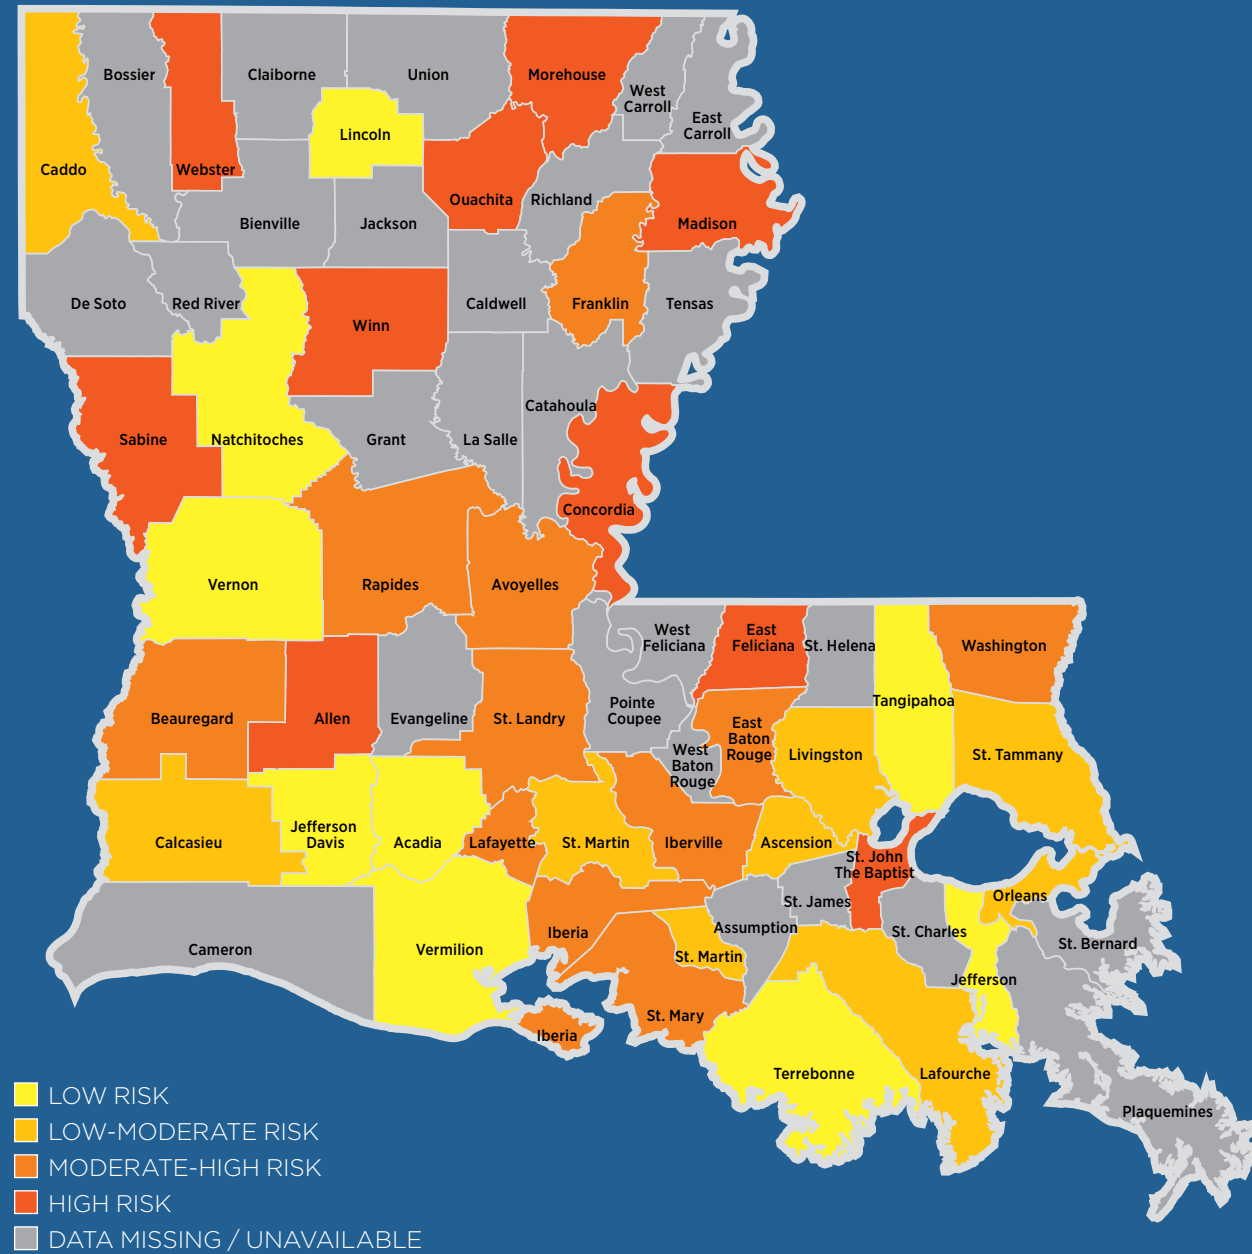 Bossier
Claiborne
Union
Morehouse
West
Carroll
East
Carroll
Lincoln
Caddo
Webster
Ouachita
Richland
Madison
Bienville
Jackson
De Soto
Red River
Winn
Caldwell
Franklin
Tensas
Sabine
Natchitoches
Grant
La Salle
Catahoula
Concordia
Vernon
Rapides
Avoyelles
West
Feliciana
East
Feliciana
St. Helena
Washington
Tangipahoa
Beauregard
Allen
Evangeline
St. Landry
Pointe
Coupee
West
Baton
Rouge
East
Baton
Rouge
Livingston
St. Tammany
Calcasieu
Jefferson
Davis
Acadia
Lafayette
St. Martin
Iberville
Ascension
St. John
The Baptist
St. James
Orleans
Cameron
Vermilion
Iberia
Assumption
St. Martin
St. Charles
St. Bernard
Jefferson
St. Mary
Iberia
Terrebonne
Lafourche
Plaquemines
LOW RISK
LOW-MODERATE RISK
MODERATE-HIGH RISK
HIGH RISK
DATA MISSING / UNAVAILABLE